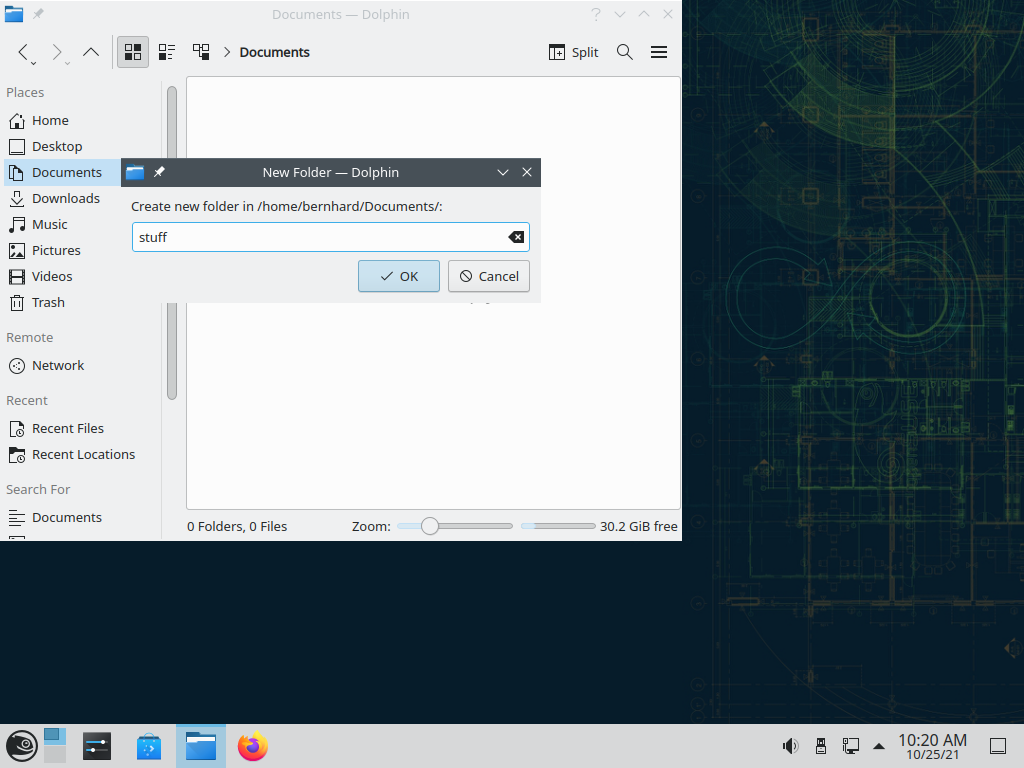 Documents — Dolphin
Documents
Split
Places
Home
Desktop
Documents
Downloads
Music
Pictures
Videos
Trash
Remote
Network
Recent
Recent Files
Recent Locations
Search For
Documents
New Folder — Dolphin
Create new folder in /home/bernhard/Documents/:
stuff
OK
Cancel
0 Folders, 0 Files
Zoom:
30.2 GiB free
10:20 AM
10/25/21